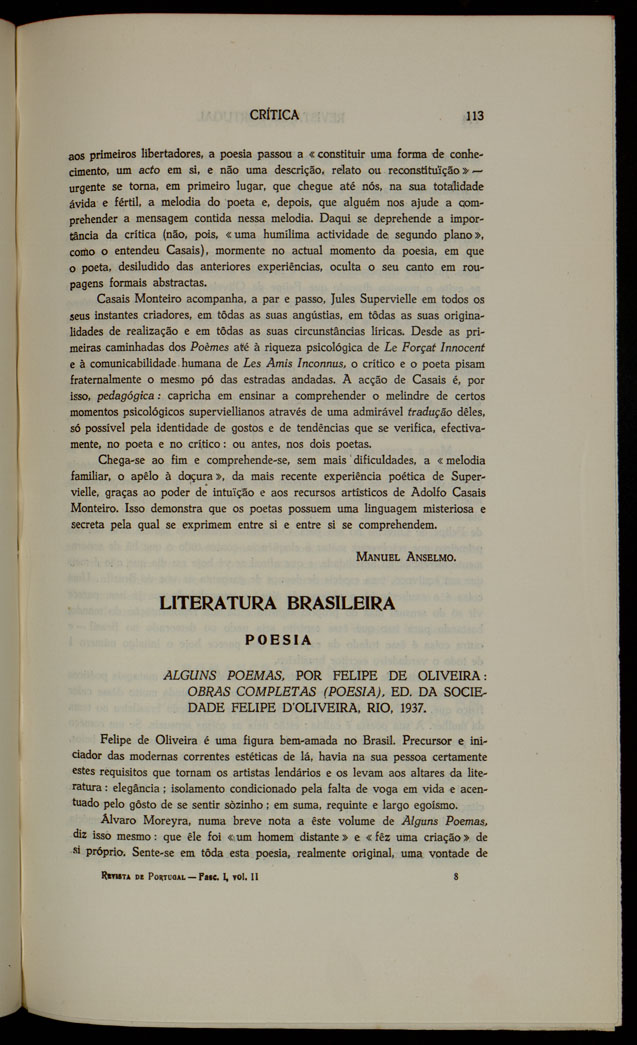 CRÍTICA 113
aos primeiros libertadores, a poesia passou a «constituir uma forma de conhe-
cimento, um acto em si, e não uma descrição, relato ou reconstituïção» —
urgente se torna, em primeiro lugar, que chegue até nós, na sua totalidade
ávida e fértil, a melodia do poeta e, depois, que alguém nos ajude a com-
prehender a mensagem contida nessa melodia. Daqui se deprehende a impor-
tância da crítica (não, pois, «uma humílima actividade de segundo plano»,
como o entendeu Casais), mormente no actual momento da poesia, em que
o poeta, desiludido das anteriores experiências, oculta o seu canto em rou-
pagens formais abstractas.
Casais Monteiro acompanha, a par e passo, Jules Supervielle em todos os
seus instantes criadores, em tôdas as suas angústias, em tôdas as suas origina-
lidades de realização e em tôdas as suas circunstâncias líricas. Desde as pri-
meiras caminhadas dos Poèmes até à riqueza psicológica de Le Forçat Innocent
e à comunicabilidade humana de Les Amis Inconnus, o crítico e o poeta pisam
fraternalmente o mesmo pó das estradas andadas. A acção de Casais é, por
isso, pedagógica : capricha em ensinar a comprehender o melindre de certos
momentos psicológicos superviellianos através de uma admirável tradução dêles,
só possível pela identidade de gostos e de tendências que se verifica, efectiva-
mente, no poeta e no crítico : ou antes, nos dois poetas.
Chega-se ao fim e comprehende-se, sem mais dificuldades, a «melodia
familiar, o apêlo à doçura», da mais recente experiência poética de Super-
vielle, graças ao poder de intuïção e aos recursos artísticos de Adolfo Casais
Monteiro. Isso demonstra que os poetas possuem uma linguagem misteriosa e
secreta pela qual se exprimem entre si e entre si se comprehendem.
MANUEL ANSELMO.
LITERATURA BRASILEIRA
POESIA
ALGUNS POEMAS, POR FELIPE DE OLIVEIRA :
OBRAS COMPLETAS (POESIA), ED. DA SOCIE-
DADE FELIPE D'OLIVEIRA, RIO, 1937.
Felipe de Oliveira é uma figura bem-amada no Brasil. Precursor e ini-
ciador das modernas correntes estéticas de lá, havia na sua pessoa certamente
estes requisitos que tornam os artistas lendários e os levam aos altares da lite-
ratura : elegância ; isolamento condicionado pela falta de voga em vida e acen-
tuado pelo gôsto de se sentir sòzinho ; em suma, requinte e largo egoísmo.
Álvaro Moreyra, numa breve nota a êste volume de Alguns Poemas,
diz isso mesmo : que êle foi «um homem distante» e «fêz uma criação» de
si próprio. Sente-se em tôda esta poesia, realmente original, uma vontade de
REVISTA DE PORTUGAL — Fasc. I, vol. II 8